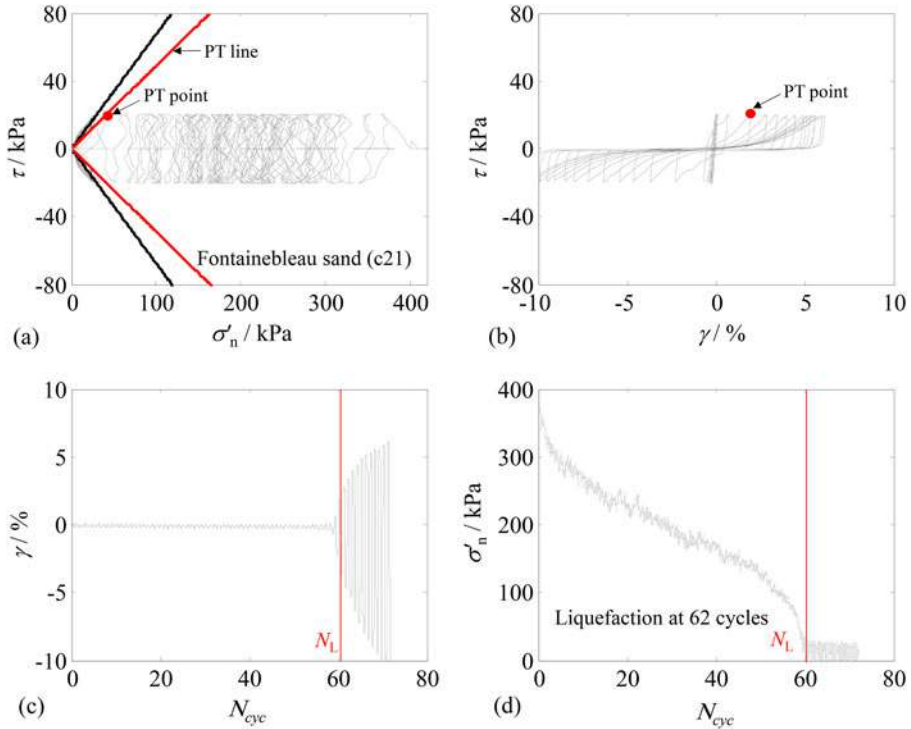 80
40
0
-40
-80
τ / kPa
PT line
PT point
Fontainebleau sand (c21)
0 100 200 300 400
σ′n / kPa
(a)
80
40
0
-40
-80
τ / kPa
PT point
-10 -5 0 5 10
γ / %
(b)
10
5
0
-5
-10
γ / %
NL
0 20 40 60 80
Ncyc
(c)
400
300
200
100
0
σ′n / kPa
Liquefaction at 62 cycles
NL
0 20 40 60 80
Ncyc
(d)